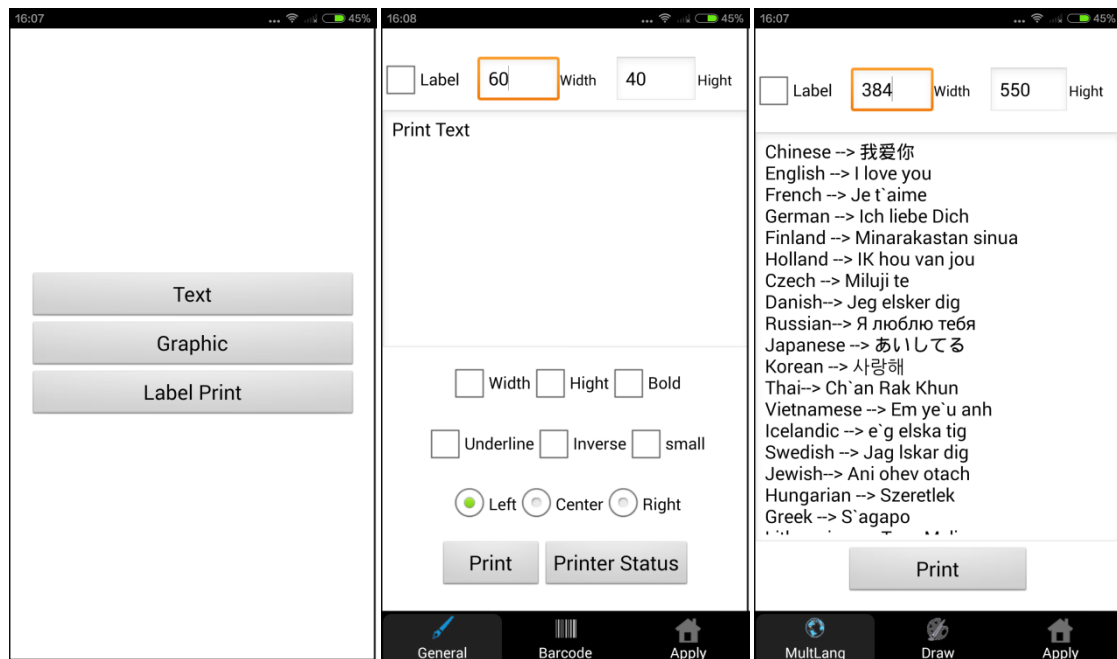 16:07 ... 45%
Text
Graphic
Label Print
16:08 ... 45%
Label 60 Width 40 Hight
Print Text
Width Hight Bold
Underline Inverse small
Left Center Right
Print Printer Status
General Barcode Apply
16:07 ... 45%
Label 384 Width 550 Hight
Chinese --> 我爱你
English --> I love you
French --> Je t`aime
German --> Ich liebe Dich
Finland --> Minarakastan sinua
Holland --> IK hou van jou
Czech --> Miluji te
Danish--> Jeg elsker dig
Russian--> Я люблю тебя
Japanese --> あいしてる
Korean --> 사랑해
Thai--> Ch`an Rak Khun
Vietnamese --> Em ye`u anh
Icelandic --> e`g elska tig
Swedish --> Jag lskar dig
Jewish--> Ani ohev otach
Hungarian --> Szeretlek
Greek --> S`agapo
Print
MultLang Draw Apply